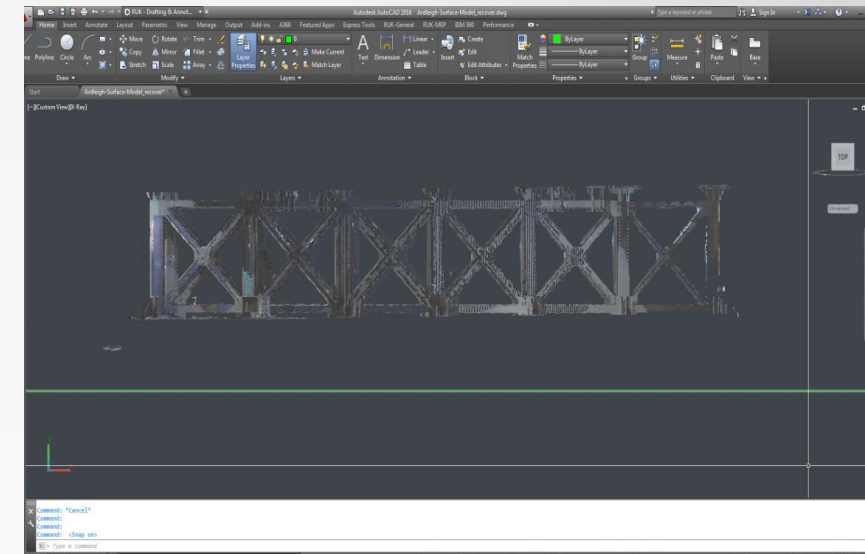 RUK - Drafting & Annot... Autodesk AutoCAD 2016 Ardleigh-Surface-Model_recover.dwg Type a keyword or phrase Sign In
Home Insert Annotate Layout Parametric View Manage Output Add-ins A360 Featured Apps Express Tools RUK-General RUK-MEP BIM 360 Performance
Move Rotate Trim 0 Linear Create ByLayer
Copy Mirror Fillet Make Current Leader Edit ByLayer
Stretch Scale Array Match Layer Table Edit Attributes ByLayer
Polyline Circle Arc Layer Properties Text Dimension Insert Match Properties Group Measure Paste Base
Draw Modify Layers Annotation Block Properties Groups Utilities Clipboard View
Start Ardleigh-Surface-Model_recover*
[-][Custom View][X-Ray]
TOP
Unnamed
Command: *Cancel*
Command:
Command:
Command: <Snap on>
Type a command